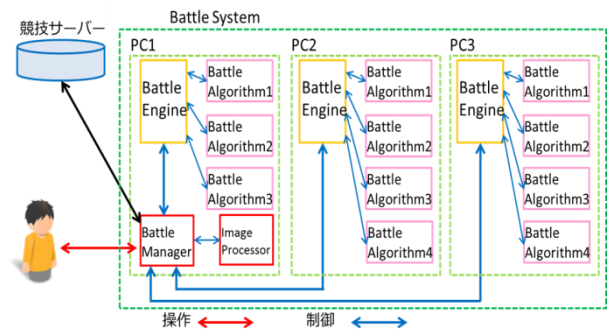 Battle System
競技サーバー
PC1
PC2
PC3
Battle
Engine
Battle
Algorithm1
Battle
Algorithm2
Battle
Algorithm3
Battle
Manager
Image
Processor
Battle
Engine
Battle
Algorithm1
Battle
Algorithm2
Battle
Algorithm3
Battle
Algorithm4
Battle
Engine
Battle
Algorithm1
Battle
Algorithm2
Battle
Algorithm3
Battle
Algorithm4
操作
制御